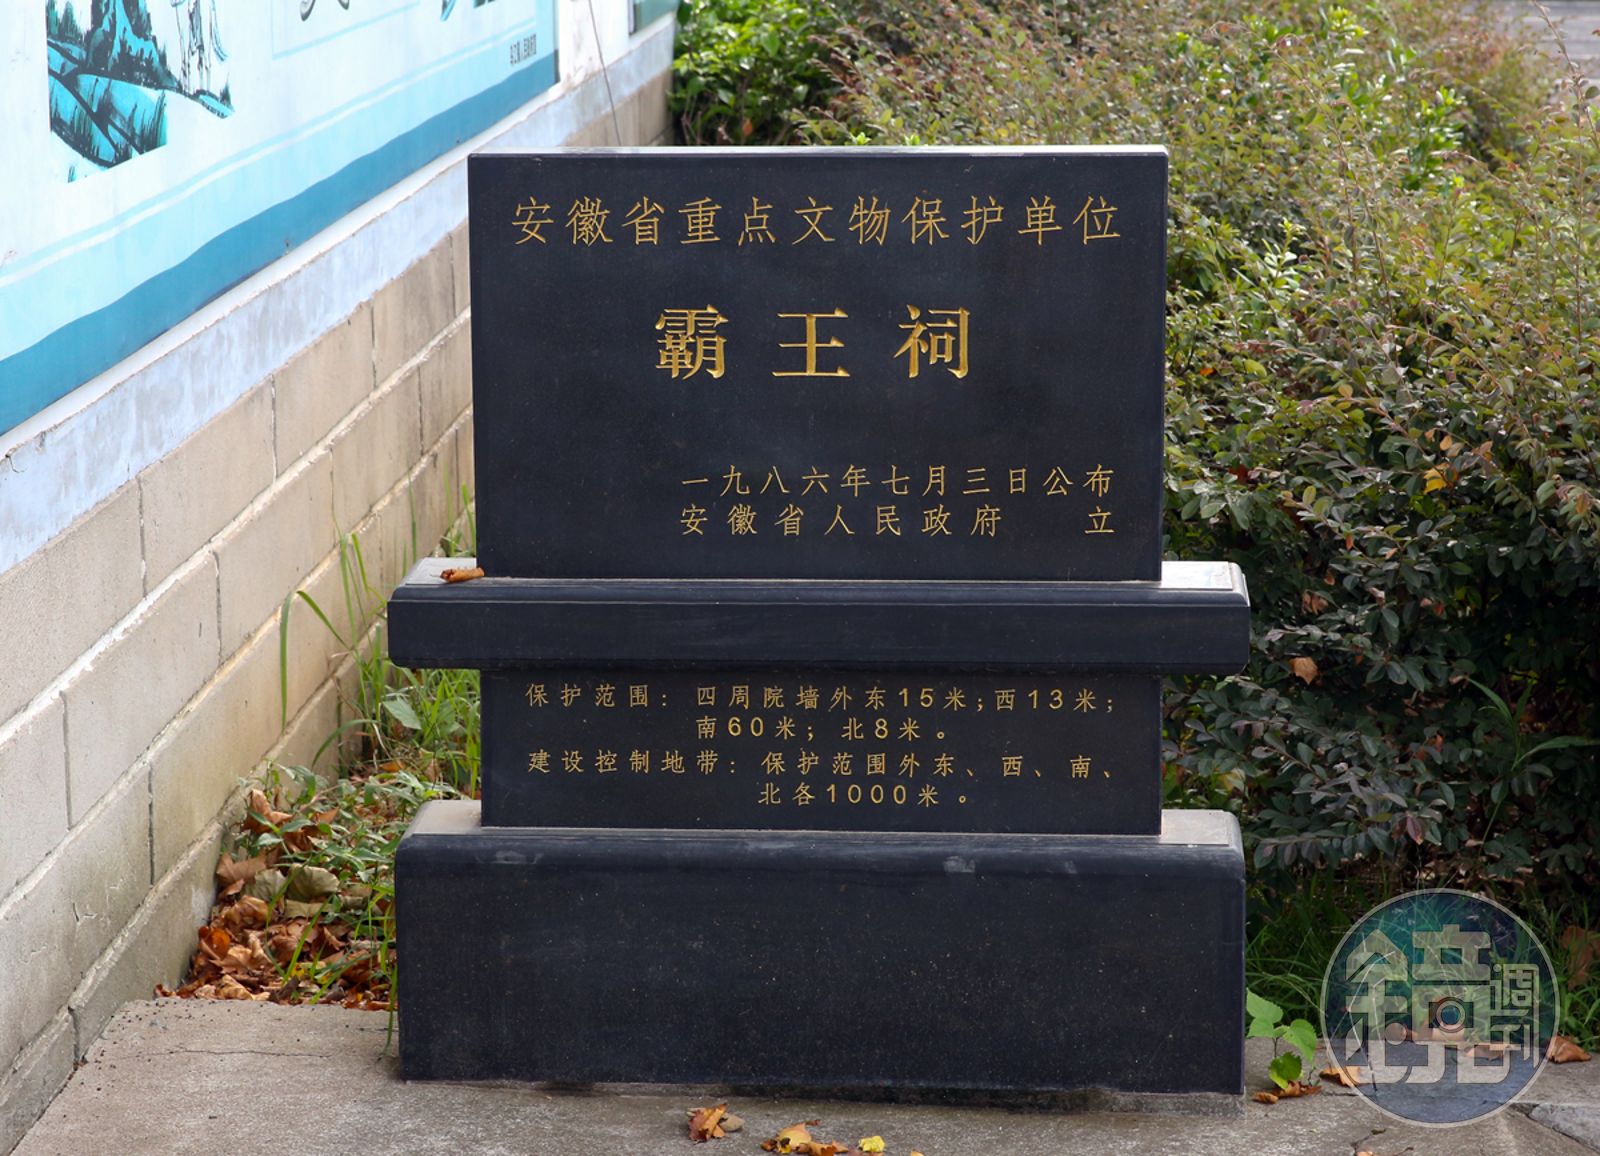 安徽省重点文物保护单位
霸王祠
一九八六年七月三日公布
安徽省人民政府 立
保护范围：四周院墙外东15米；西13米；
南60米；北8米。
建设控制地带：保护范围外东、西、南、
北各1000米。
鏡週刊